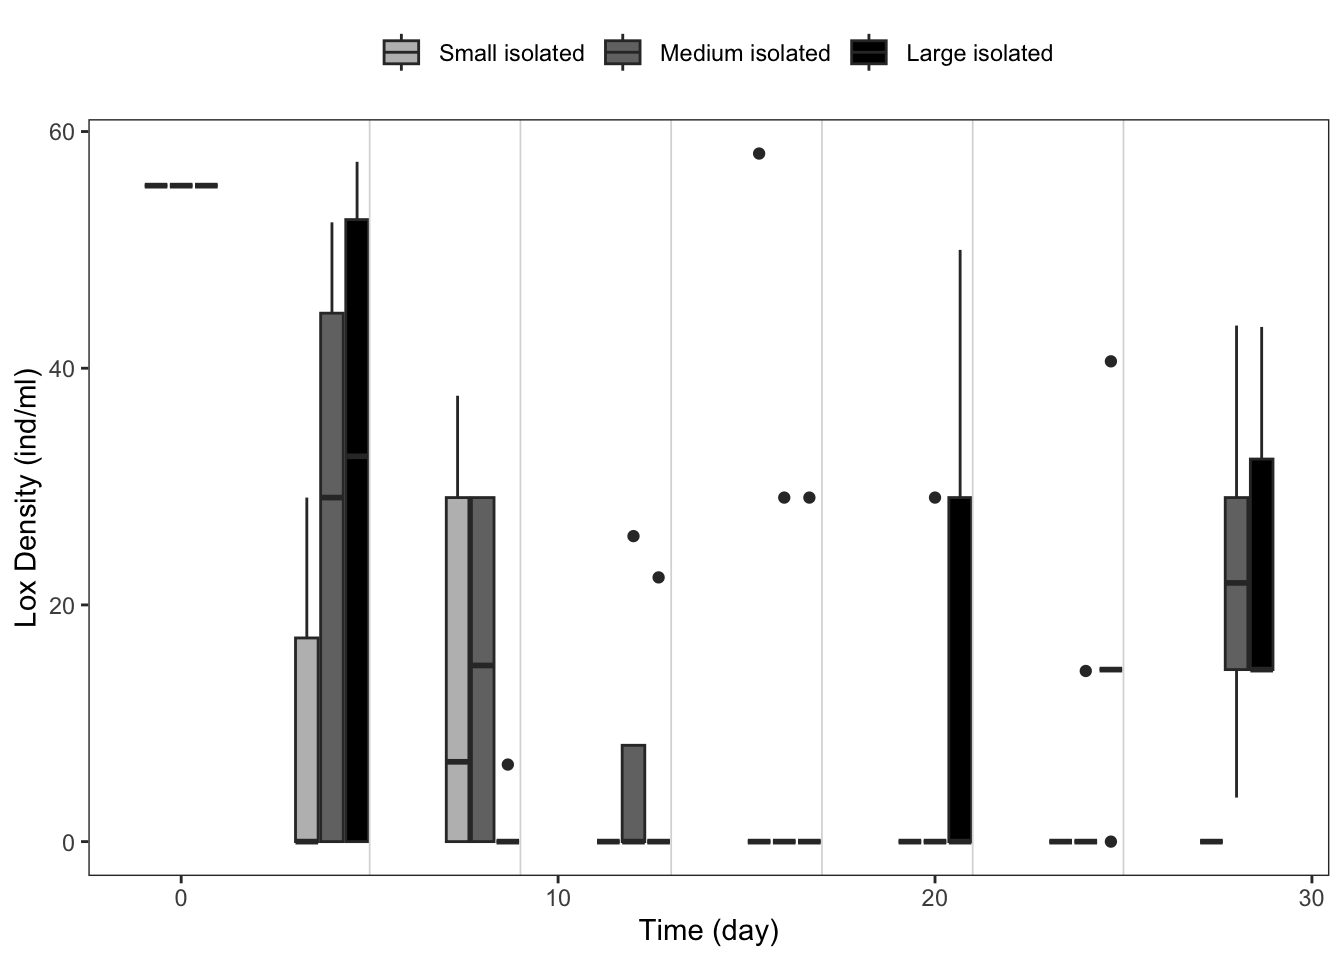 Small isolated Medium isolated Large isolated
60
40
20
0
Lox Density (ind/ml)
0 10 20 30
Time (day)